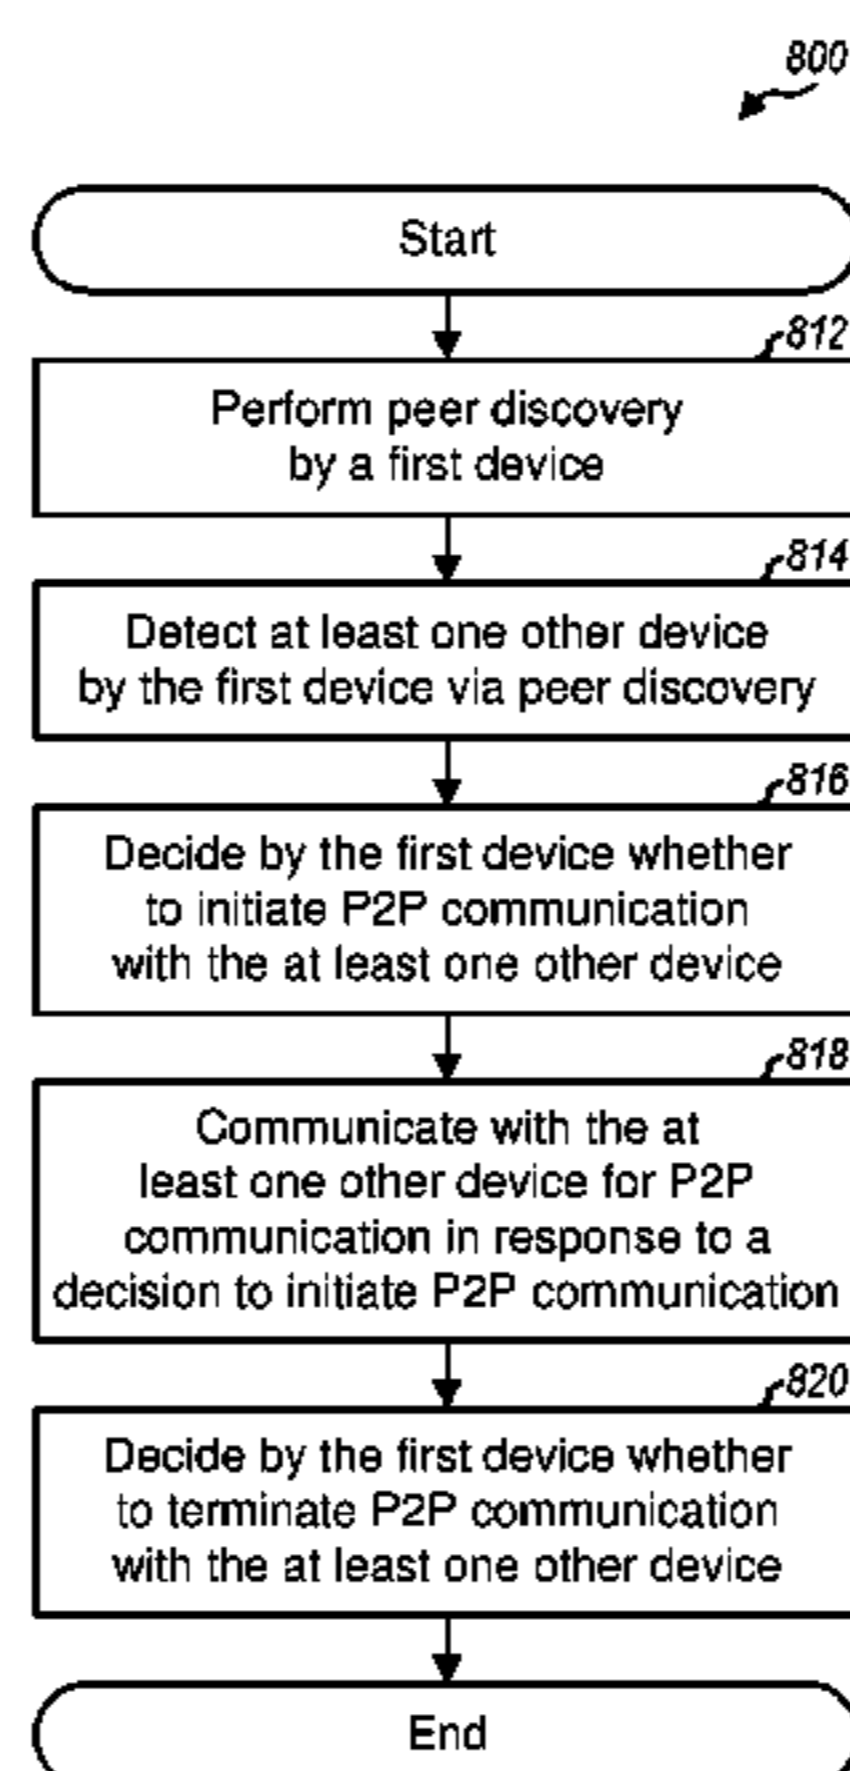 800
Start
812
Perform peer discovery
by a first device
814
Detect at least one other device
by the first device via peer discovery
816
Decide by the first device whether
to initiate P2P communication
with the at least one other device
818
Communicate with the at
least one other device for P2P
communication in response to a
decision to initiate P2P communication
820
Decide by the first device whether
to terminate P2P communication
with the at least one other device
End